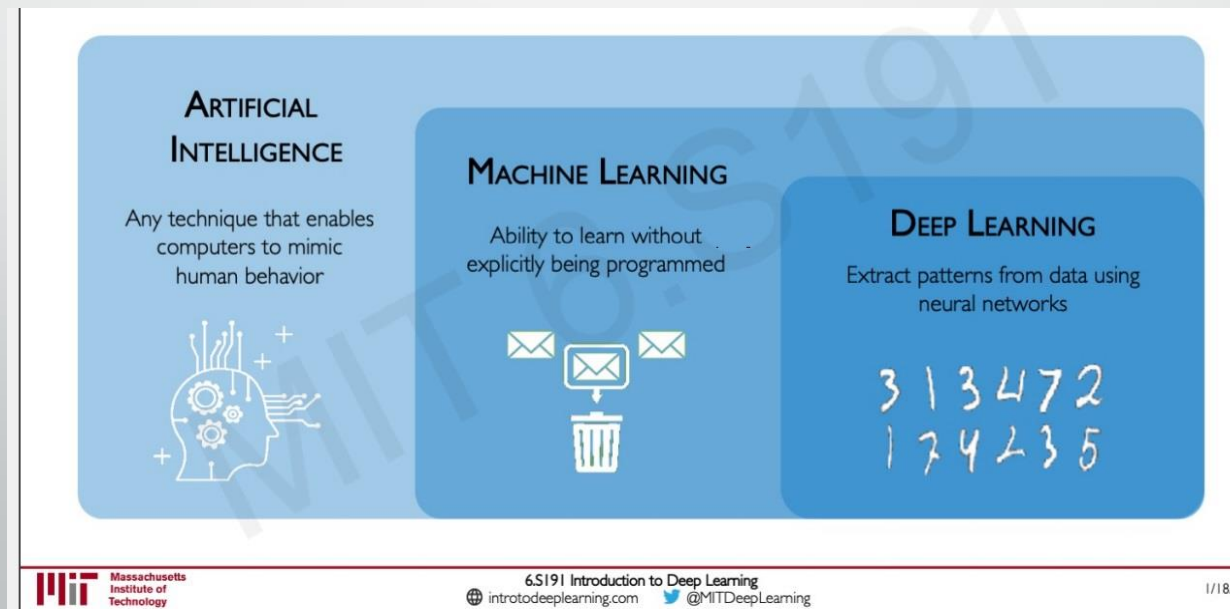 ARTIFICIAL
INTELLIGENCE
Any technique that enables
computers to mimic
human behavior
MACHINE LEARNING
Ability to learn without
explicitly being programmed
DEEP LEARNING
Extract patterns from data using
neural networks
3 1 3 4 7 2
1 7 4 2 3 5
MIT 6.S191
Massachusetts
Institute of
Technology
6.S191 Introduction to Deep Learning
introtodeeplearning.com @MITDeepLearning
1/18